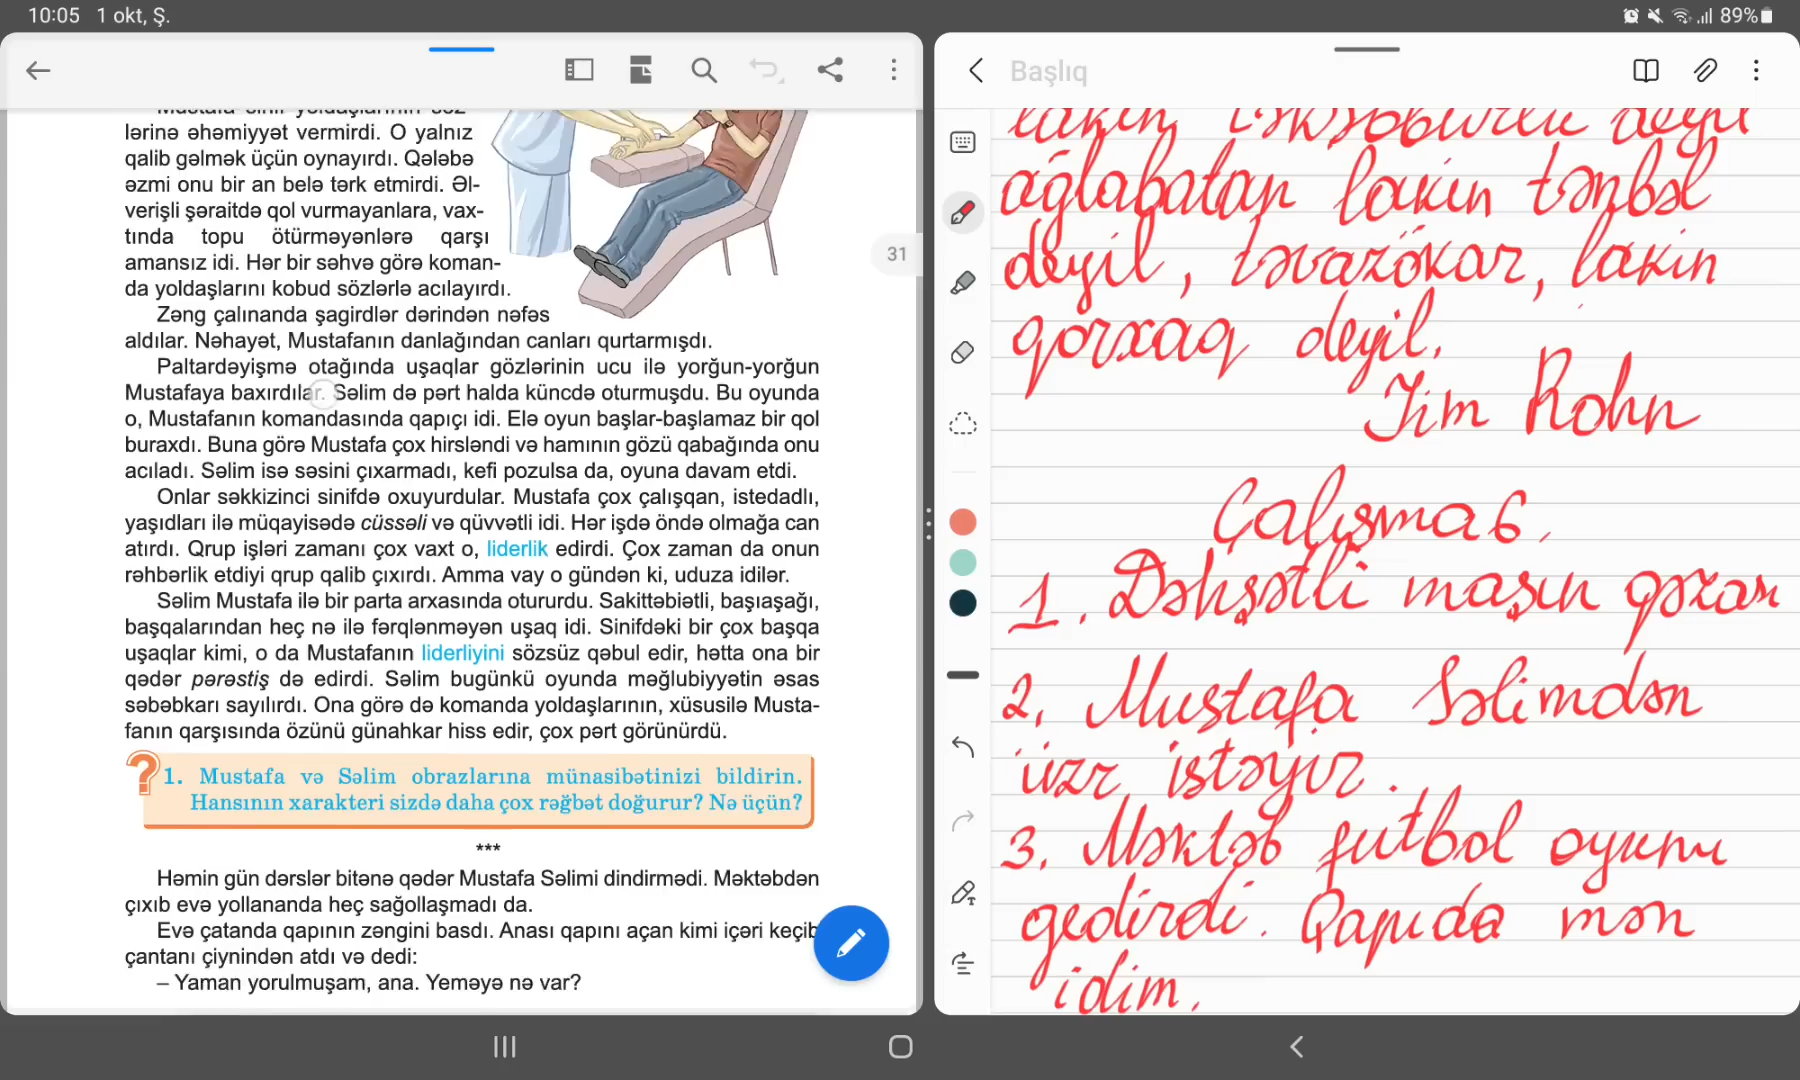 10:05 1 okt, Ş.
89%
lərinə əhəmiyyət vermirdi. O yalnız
qalib gəlmək üçün oynayırdı. Qələbə
əzmi onu bir an belə tərk etmirdi. Əl-
verişli şəraitdə qol vurmayanlara, vax-
tında topu ötürməyənlərə qarşı
amansız idi. Hər bir səhvə görə koman-
da yoldaşlarını kobud sözlərlə acılayırdı.
Zəng çalınanda şagirdlər dərindən nəfəs
aldılar. Nəhayət, Mustafanın danlağından canları qurtarmışdı.
Paltardəyişmə otağında uşaqlar gözlərinin ucu ilə yorğun-yorğun
Mustafaya baxırdılar. Səlim də pərt halda küncdə oturmuşdu. Bu oyunda
o, Mustafanın komandasında qapıçı idi. Elə oyun başlar-başlamaz bir qol
buraxdı. Buna görə Mustafa çox hirsləndi və hamının gözü qabağında onu
acıladı. Səlim isə səsini çıxarmadı, kefi pozulsa da, oyuna davam etdi.
Onlar səkkizinci sinifdə oxuyurdular. Mustafa çox çalışqan, istedadlı,
yaşıdları ilə müqayisədə cüssəli və qüvvətli idi. Hər işdə öndə olmağa can
atırdı. Qrup işləri zamanı çox vaxt o, liderlik edirdi. Çox zaman da onun
rəhbərlik etdiyi qrup qalib çıxırdı. Amma vay o gündən ki, uduza idilər.
Səlim Mustafa ilə bir parta arxasında otururdu. Sakittəbiətli, başıaşağı,
başqalarından heç nə ilə fərqlənməyən uşaq idi. Sinifdəki bir çox başqa
uşaqlar kimi, o da Mustafanın liderliyini sözsüz qəbul edir, hətta ona bir
qədər pərəstiş də edirdi. Səlim bugünkü oyunda məğlubiyyətin əsas
səbəbkarı sayılırdı. Ona görə də komanda yoldaşlarının, xüsusilə Musta-
fanın qarşısında özünü günahkar hiss edir, çox pərt görünürdü.
? 1. Mustafa və Səlim obrazlarına münasibətinizi bildirin.
Hansının xarakteri sizdə daha çox rəğbət doğurur? Nə üçün?
***
Həmin gün dərslər bitənə qədər Mustafa Səlimi dindirmədi. Məktəbdən
çıxıb evə yollananda heç sağollaşmadı da.
Evə çatanda qapının zəngini basdı. Anası qapını açan kimi içəri keçib
çantanı çiynindən atdı və dedi:
– Yaman yorulmuşam, ana. Yeməyə nə var?
31
Başlıq
lakin deyil
ağlabatan lakin tənbəl
deyil, təvazökar, lakin
qorxaq deyil.
Jim Rohn
Çalışma 6.
1. Dəhşətli maşın qəzası
2. Mustafa Səlimdən
üzr istəyir.
3. Məktəb futbol oyunu
gedirdi. Qapıda mən
idim.